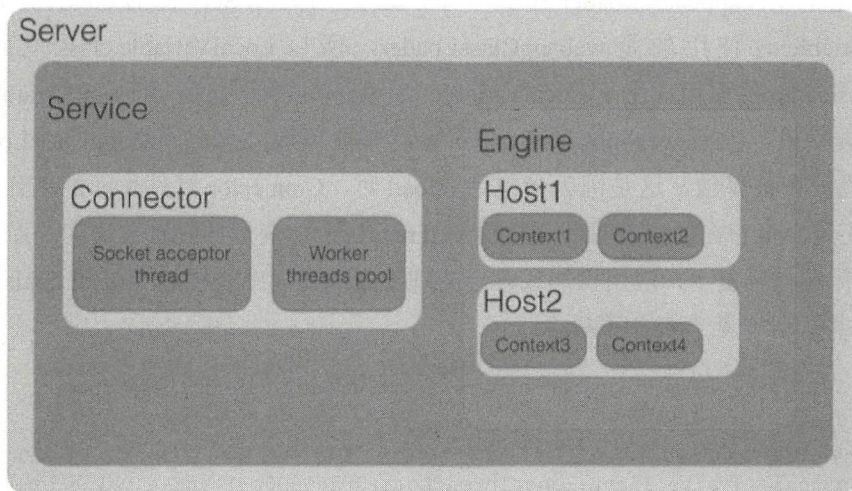 Server
Service
Connector
Socket acceptor
thread
Worker
threads pool
Engine
Host1
Context1
Context2
Host2
Context3
Context4